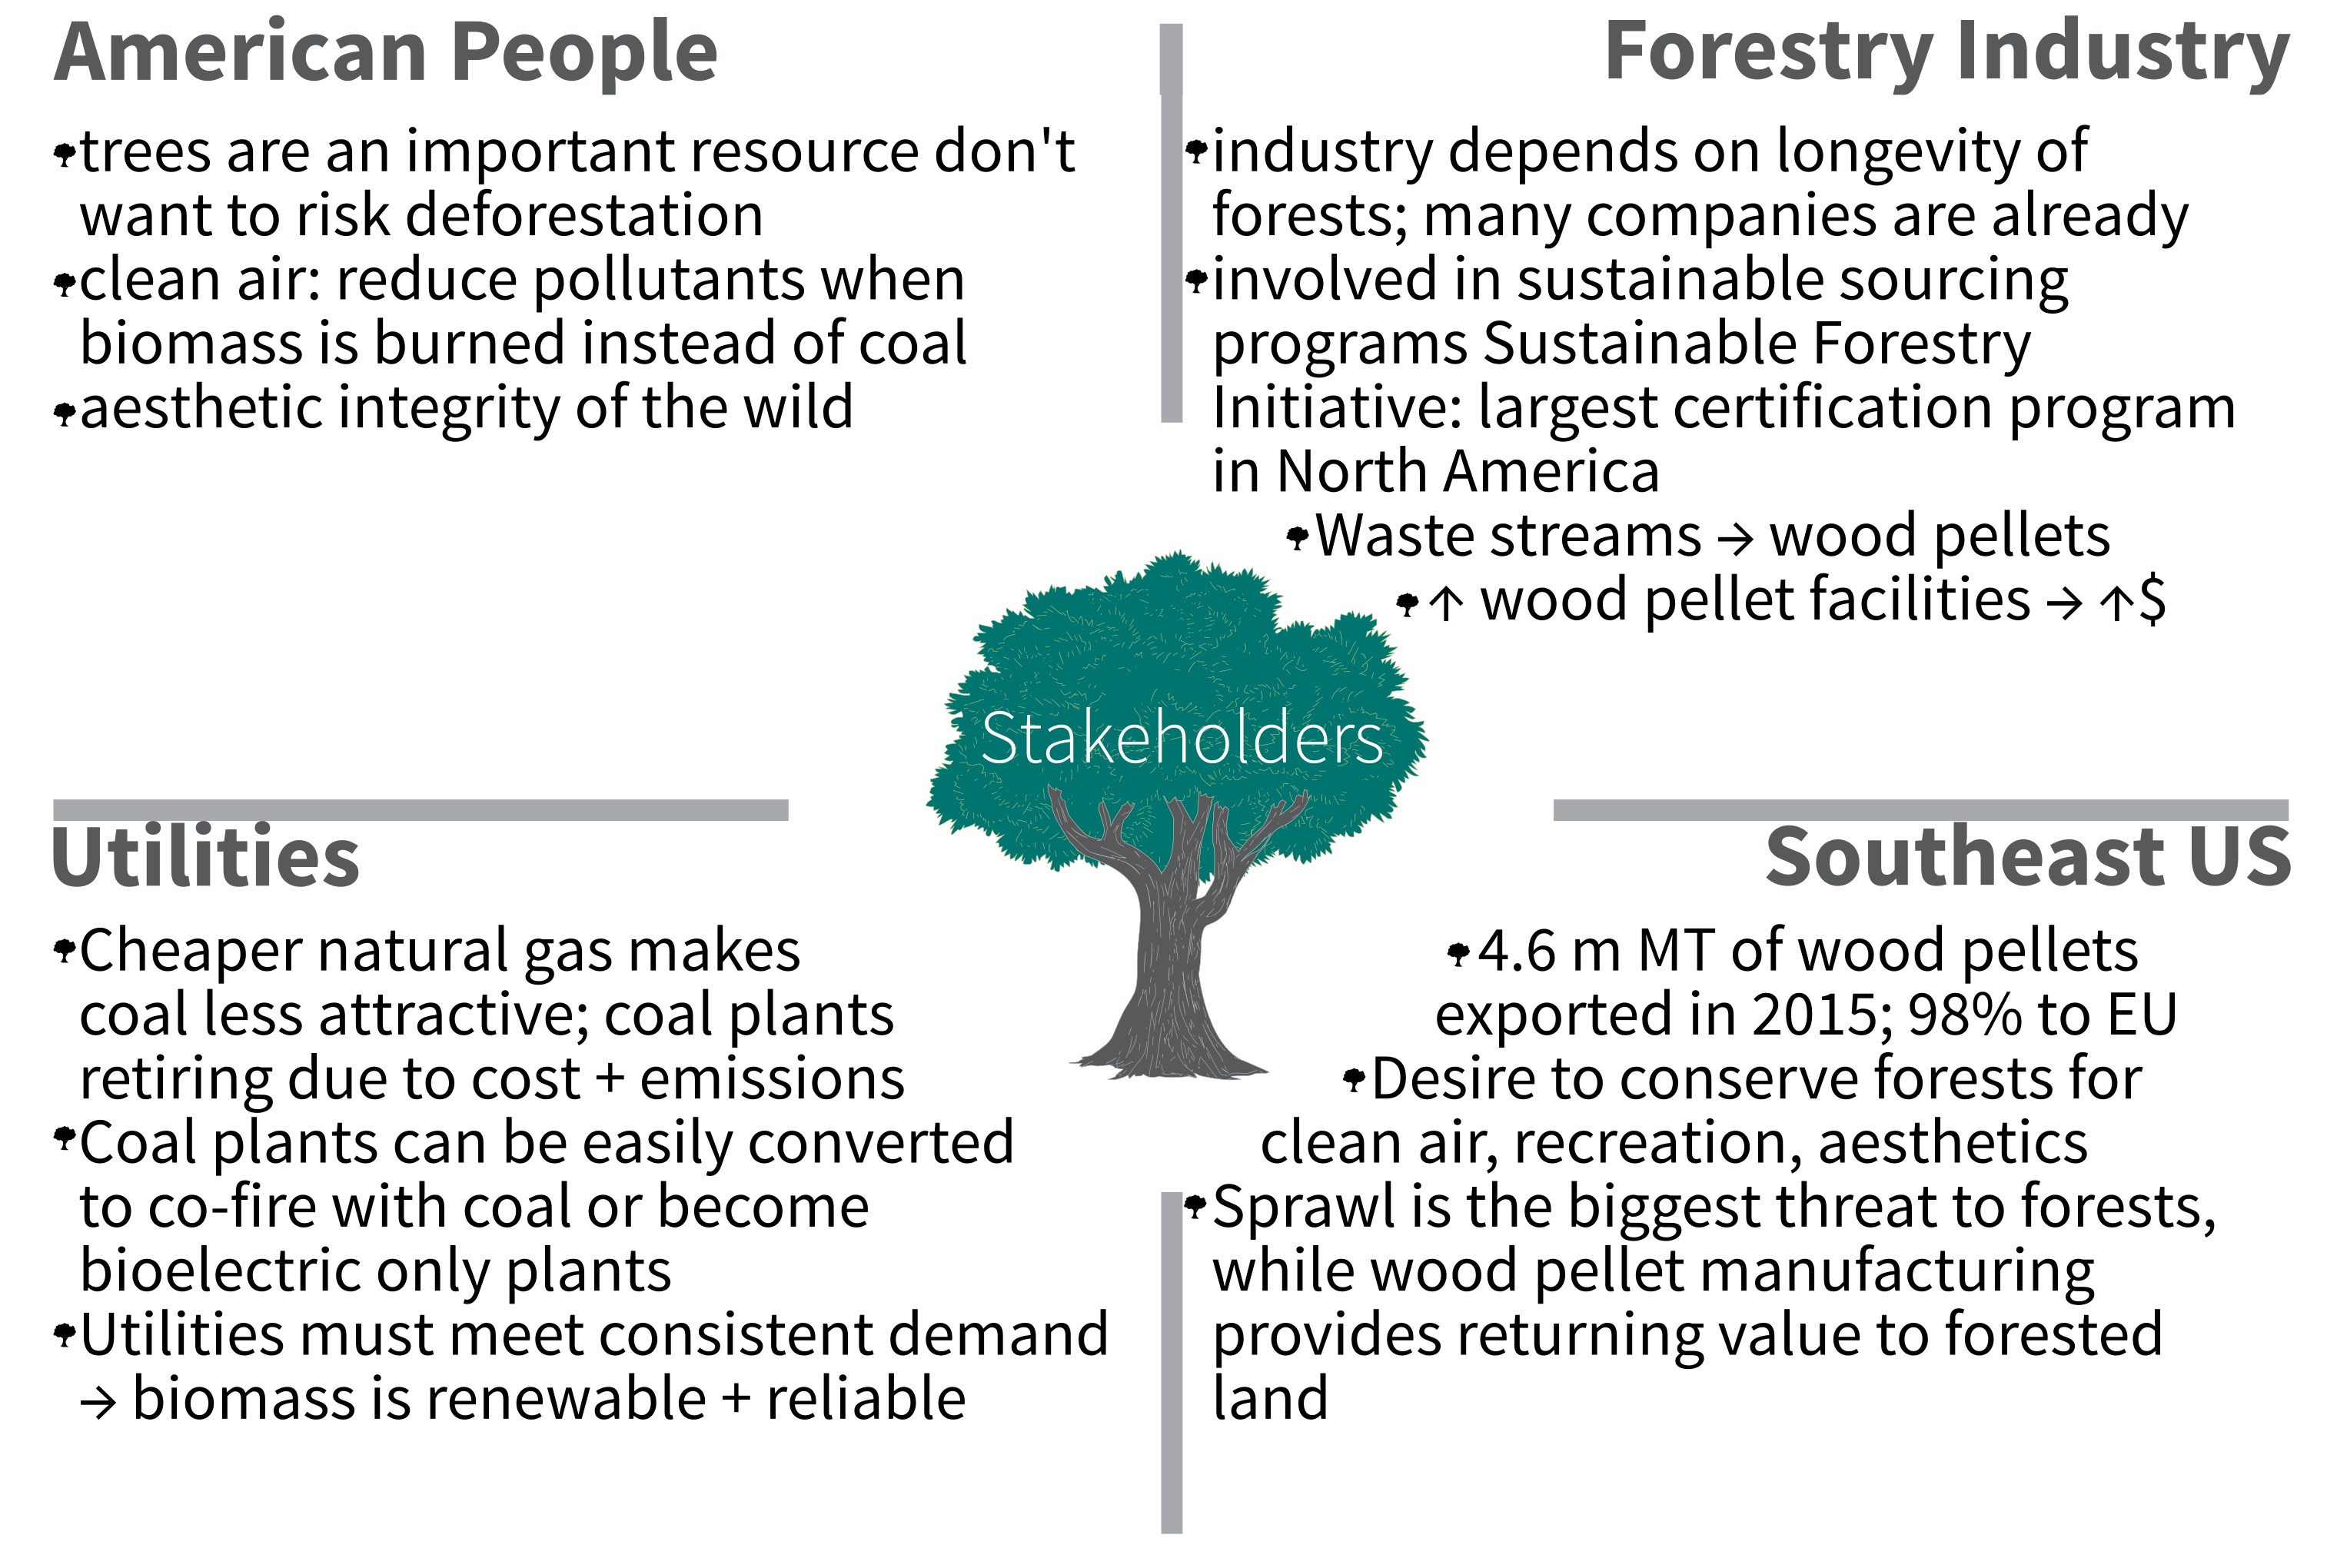 American People
trees are an important resource don't
want to risk deforestation
clean air: reduce pollutants when
biomass is burned instead of coal
aesthetic integrity of the wild
Forestry Industry
industry depends on longevity of
forests; many companies are already
involved in sustainable sourcing
programs Sustainable Forestry
Initiative: largest certification program
in North America
Waste streams → wood pellets
↑ wood pellet facilities → ↑$
Stakeholders
Utilities
Cheaper natural gas makes
coal less attractive; coal plants
retiring due to cost + emissions
Coal plants can be easily converted
to co-fire with coal or become
bioelectric only plants
Utilities must meet consistent demand
→ biomass is renewable + reliable
Southeast US
4.6 m MT of wood pellets
exported in 2015; 98% to EU
Desire to conserve forests for
clean air, recreation, aesthetics
Sprawl is the biggest threat to forests,
while wood pellet manufacturing
provides returning value to forested
land